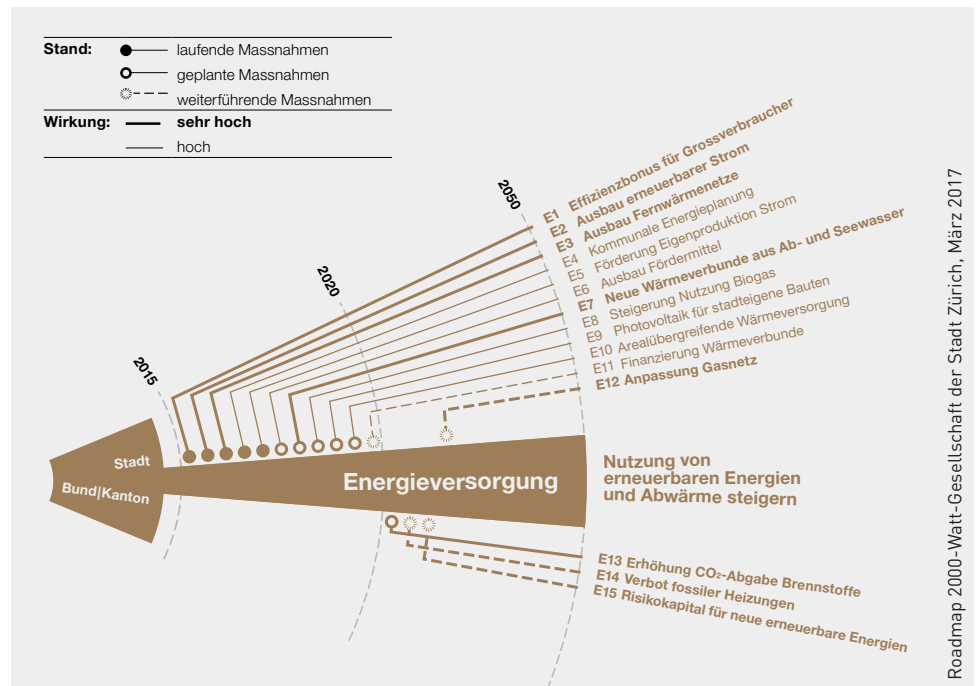 Stand: laufende Massnahmen
geplante Massnahmen
weiterführende Massnahmen
Wirkung: sehr hoch
hoch
2015
2020
2050
E1 Effizienzbonus für Grossverbraucher
E2 Ausbau erneuerbarer Strom
E3 Ausbau Fernwärmenetze
E4 Kommunale Energieplanung
E5 Förderung Eigenproduktion Strom
E6 Ausbau Fördermittel
E7 Neue Wärmeverbunde aus Ab- und Seewasser
E8 Steigerung Nutzung Biogas
E9 Photovoltaik für stadteigene Bauten
E10 Arealübergreifende Wärmeversorgung
E11 Finanzierung Wärmeverbunde
E12 Anpassung Gasnetz
Stadt
Bund|Kanton
Energieversorgung
Nutzung von
erneuerbaren Energien
und Abwärme steigern
E13 Erhöhung CO₂-Abgabe Brennstoffe
E14 Verbot fossiler Heizungen
E15 Risikokapital für neue erneuerbare Energien
Roadmap 2000-Watt-Gesellschaft der Stadt Zürich, März 2017